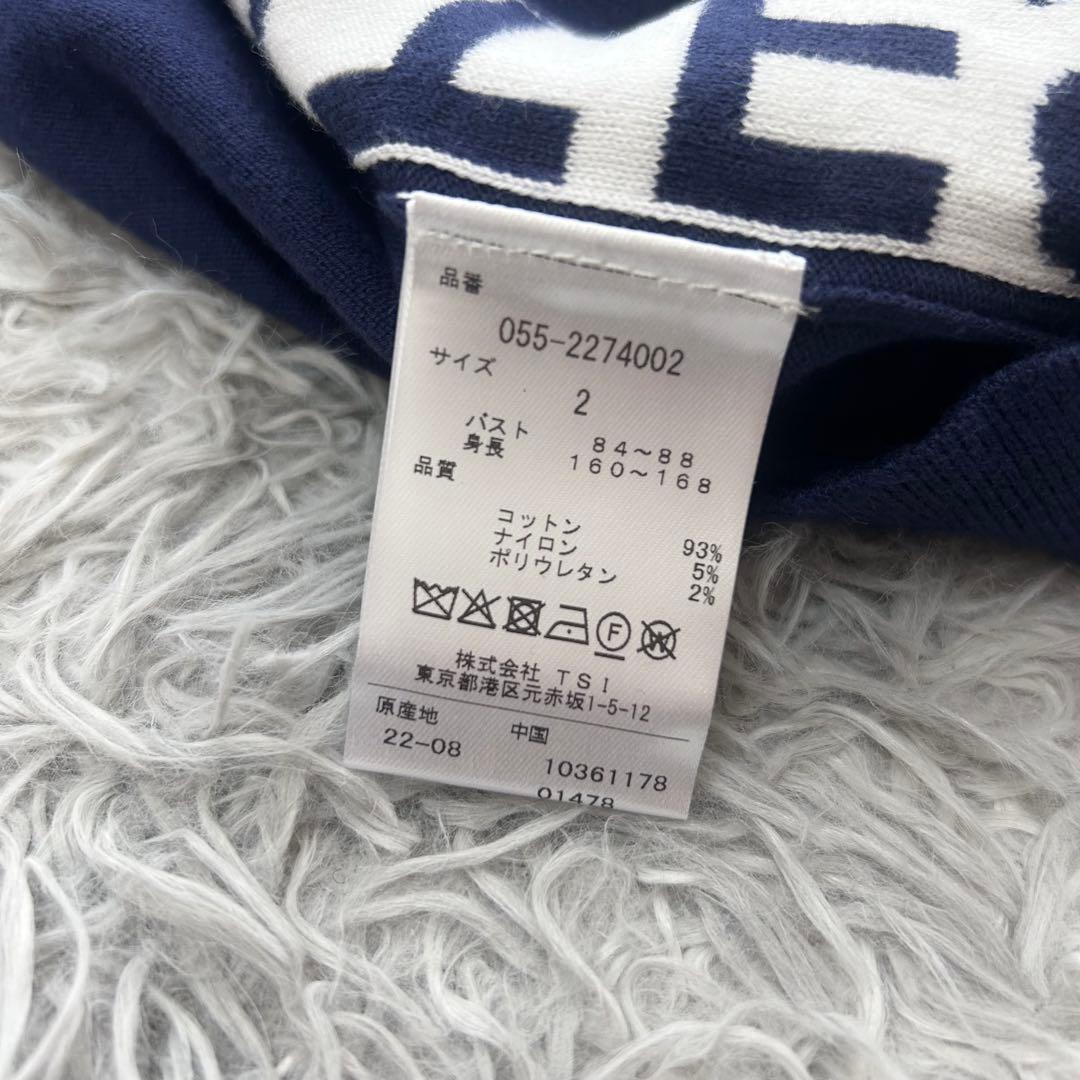 品番
055-2274002
サイズ
2
バスト 84～88
身長 160～168
品質
コットン 93%
ナイロン 5%
ポリウレタン 2%
F W
株式会社 TSI
東京都港区元赤坂1-5-12
原産地 中国
22-08 10361178
01478